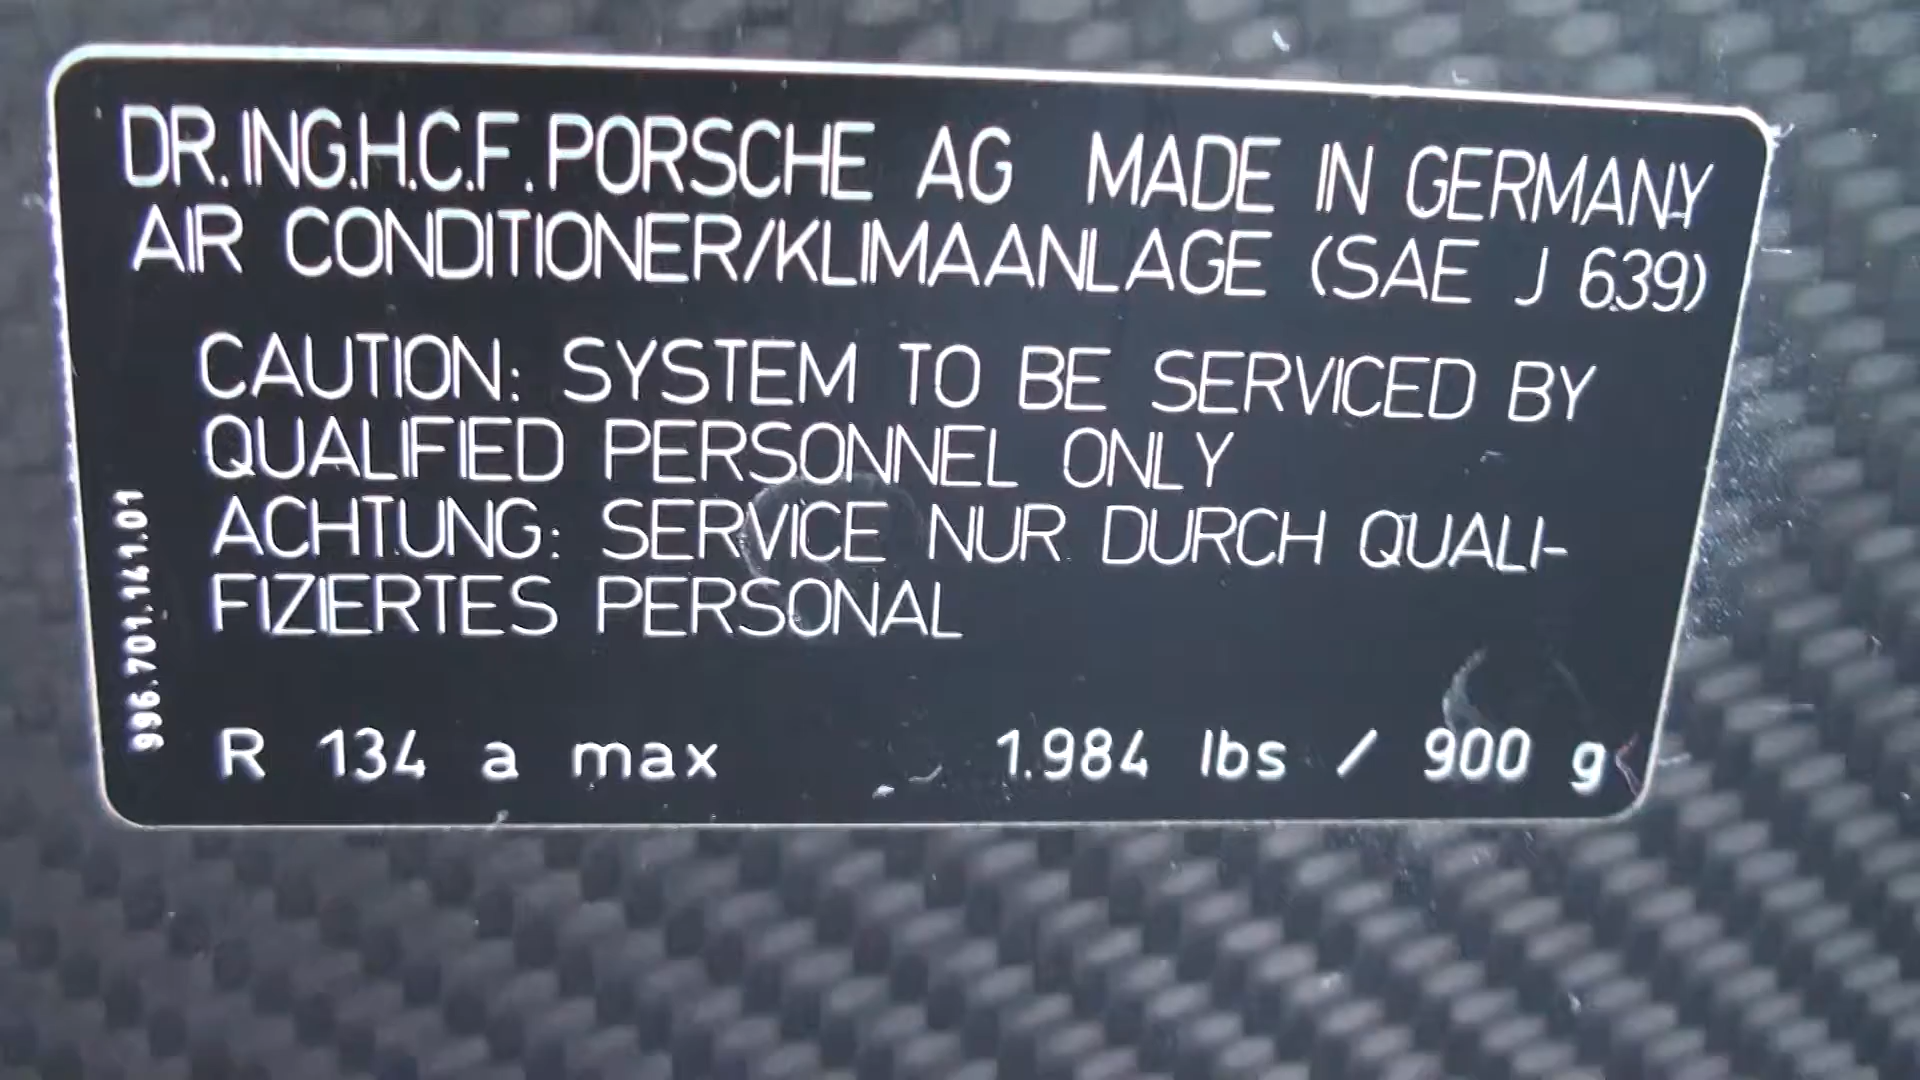 DR.ING.H.C.F.PORSCHE AG MADE IN GERMANY
AIR CONDITIONER/KLIMAANLAGE (SAE J 639)
CAUTION: SYSTEM TO BE SERVICED BY
QUALIFIED PERSONNEL ONLY
ACHTUNG: SERVICE NUR DURCH QUALI-
FIZIERTES PERSONAL
R 134 a max 1.984 lbs / 900 g
996.701.141.01